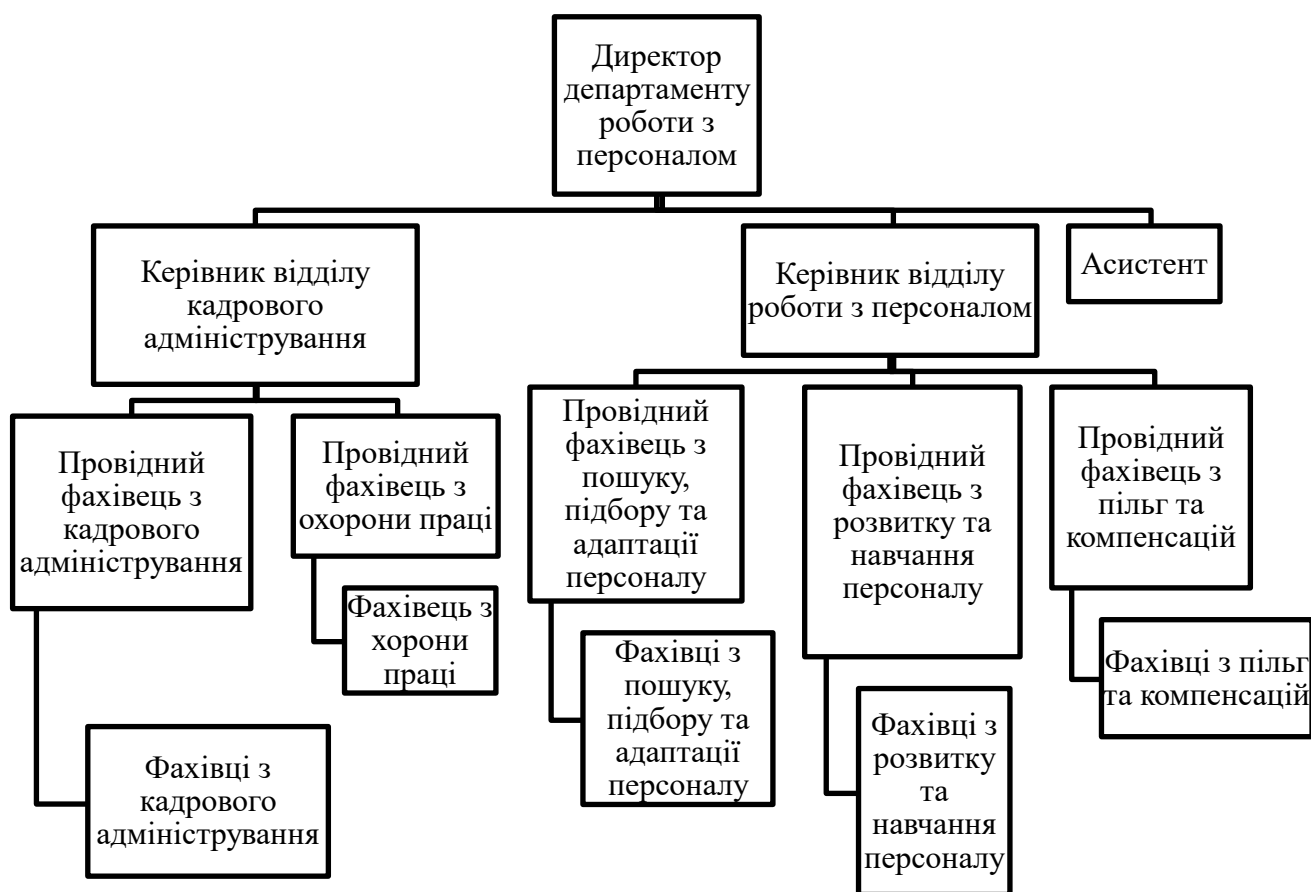 Директор
департаменту
роботи з
персоналом
Керівник відділу
кадрового
адміністрування
Керівник відділу
роботи з персоналом
Асистент
Провідний
фахівець з
кадрового
адміністрування
Провідний
фахівець з
охорони праці
Провідний
фахівець з
пошуку,
підбору та
адаптації
персоналу
Провідний
фахівець з
розвитку та
навчання
персоналу
Провідний
фахівець з
пільг та
компенсацій
Фахівець з
хорони
праці
Фахівці з
пошуку,
підбору та
адаптації
персоналу
Фахівці з пільг
та компенсацій
Фахівці з
кадрового
адміністрування
Фахівці з
розвитку
та
навчання
персоналу